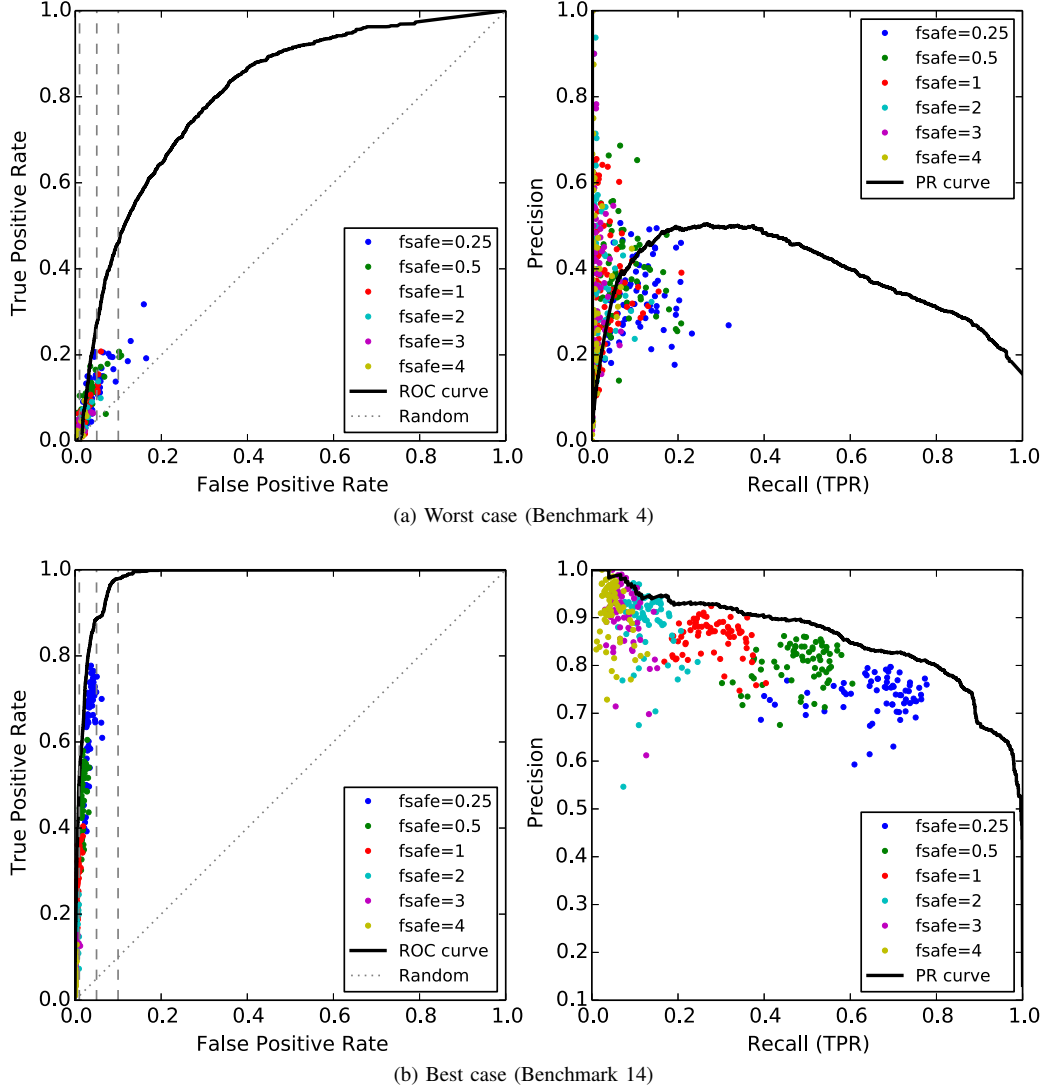 1.0
0.8
0.6
0.4
0.2
0.0
True Positive Rate
0.0 0.2 0.4 0.6 0.8 1.0
False Positive Rate
fsafe=0.25
fsafe=0.5
fsafe=1
fsafe=2
fsafe=3
fsafe=4
ROC curve
Random
1.0
0.8
0.6
0.4
0.2
0.0
Precision
0.0 0.2 0.4 0.6 0.8 1.0
Recall (TPR)
fsafe=0.25
fsafe=0.5
fsafe=1
fsafe=2
fsafe=3
fsafe=4
PR curve
(a) Worst case (Benchmark 4)
1.0
0.8
0.6
0.4
0.2
0.0
True Positive Rate
0.0 0.2 0.4 0.6 0.8 1.0
False Positive Rate
fsafe=0.25
fsafe=0.5
fsafe=1
fsafe=2
fsafe=3
fsafe=4
ROC curve
Random
1.0
0.9
0.8
0.7
0.6
0.5
0.4
0.3
0.2
0.1
Precision
0.0 0.2 0.4 0.6 0.8 1.0
Recall (TPR)
fsafe=0.25
fsafe=0.5
fsafe=1
fsafe=2
fsafe=3
fsafe=4
PR curve
(b) Best case (Benchmark 14)